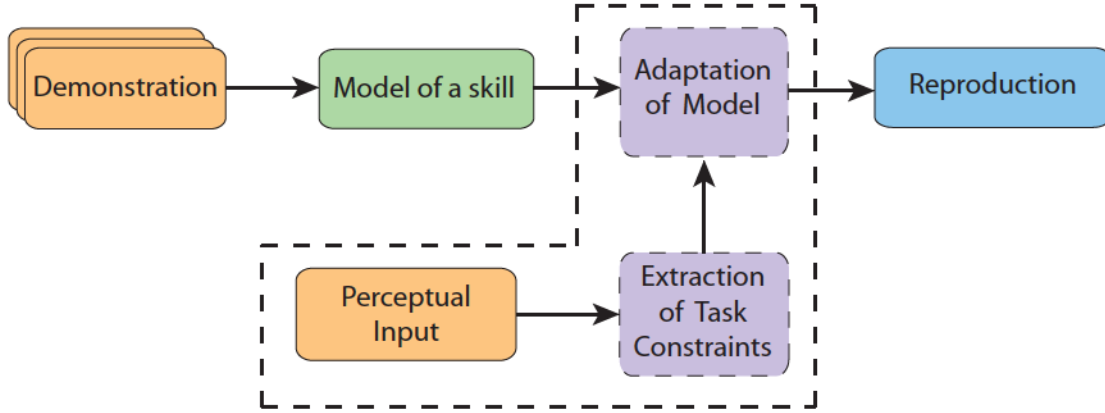 Demonstration
Model of a skill
Adaptation
of Model
Reproduction
Perceptual
Input
Extraction
of Task
Constraints